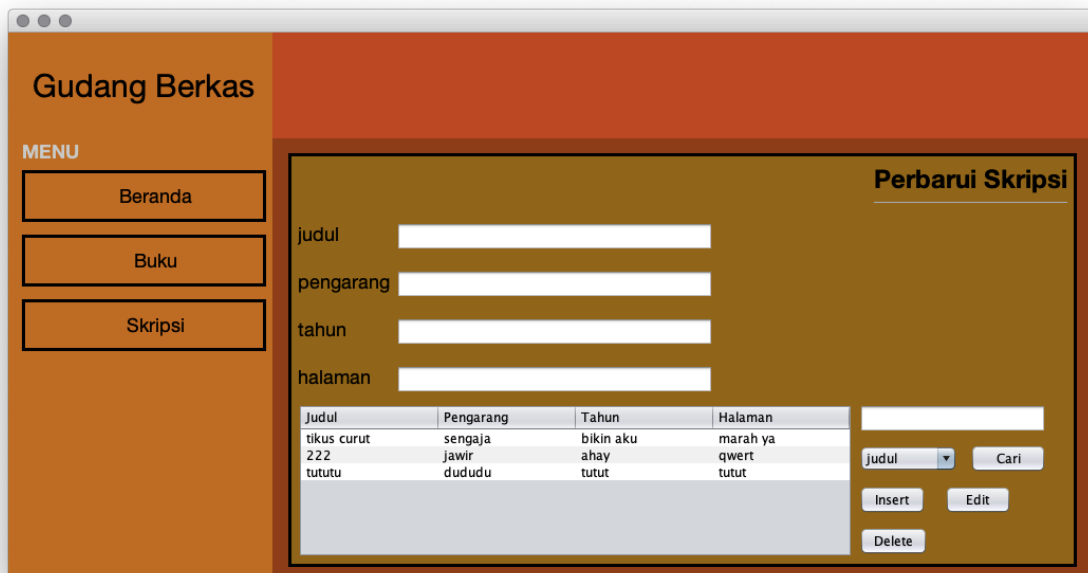 Gudang Berkas
MENU
Beranda
Buku
Skripsi
Perbarui Skripsi
judul
pengarang
tahun
halaman
Judul Pengarang Tahun Halaman
tikus curut sengaja bikin aku marah ya
222 jawir ahay qwert
tututu dududu tutut tutut
judul Cari
Insert Edit
Delete